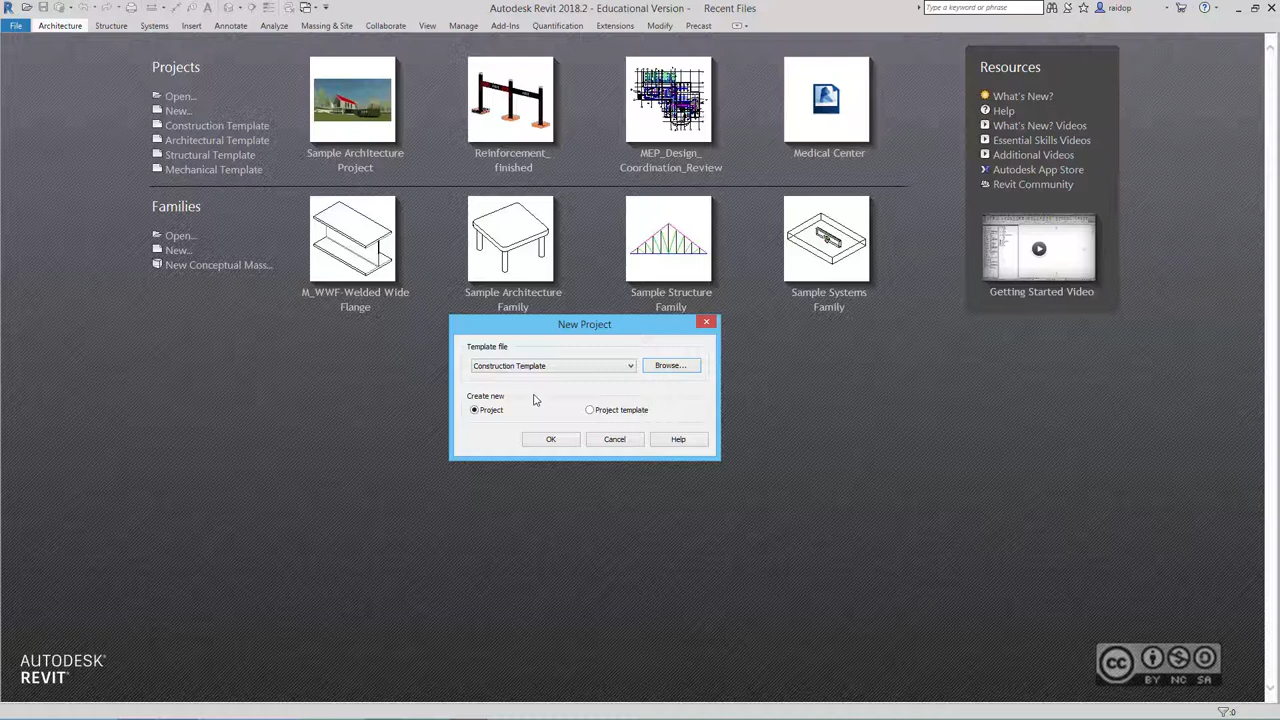 Autodesk Revit 2018.2 - Educational Version - Recent Files
Type a keyword or phrase
raidop
File Architecture Structure Systems Insert Annotate Analyze Massing & Site Collaborate View Manage Add-Ins Quantification Extensions Modify Precast
Projects
Open...
New...
Construction Template
Architectural Template
Structural Template
Mechanical Template
Sample Architecture
Project
Reinforcement_
finished
MEP_Design_
Coordination_Review
Medical Center
Families
Open...
New...
New Conceptual Mass...
M_WWF-Welded Wide
Flange
Sample Architecture
Family
Sample Structure
Family
Sample Systems
Family
Resources
What's New?
Help
What's New? Videos
Essential Skills Videos
Additional Videos
Autodesk App Store
Revit Community
Getting Started Video
New Project
Template file
Construction Template
Browse...
Create new
Project
Project template
OK
Cancel
Help
AUTODESK®
REVIT®
cc
BY NC SA
:0